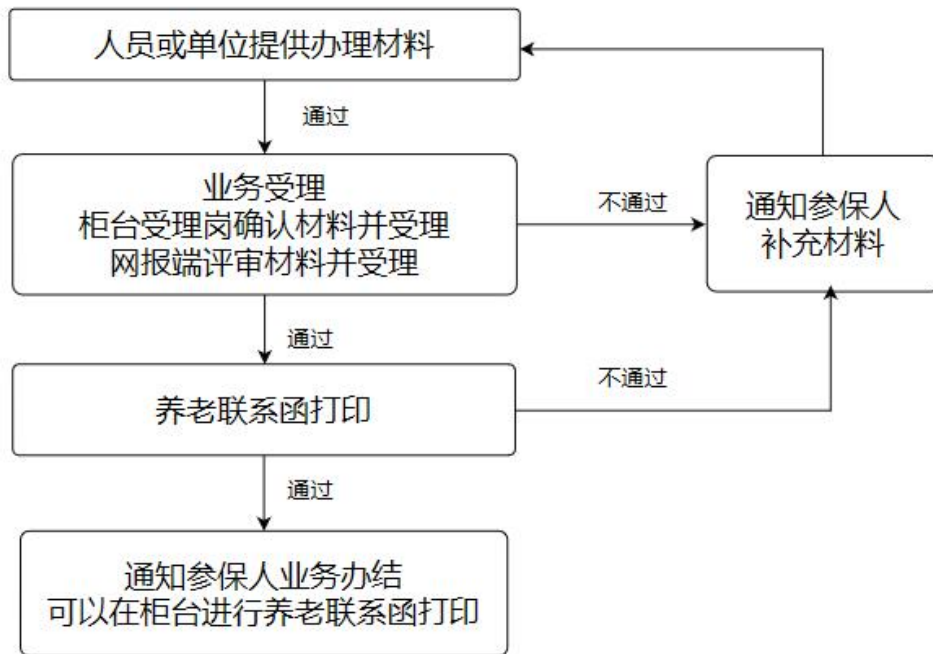 人员或单位提供办理材料
通过
业务受理
柜台受理岗确认材料并受理
网报端评审材料并受理
不通过
通知参保人
补充材料
通过
养老联系函打印
不通过
通过
通知参保人业务办结
可以在柜台进行养老联系函打印